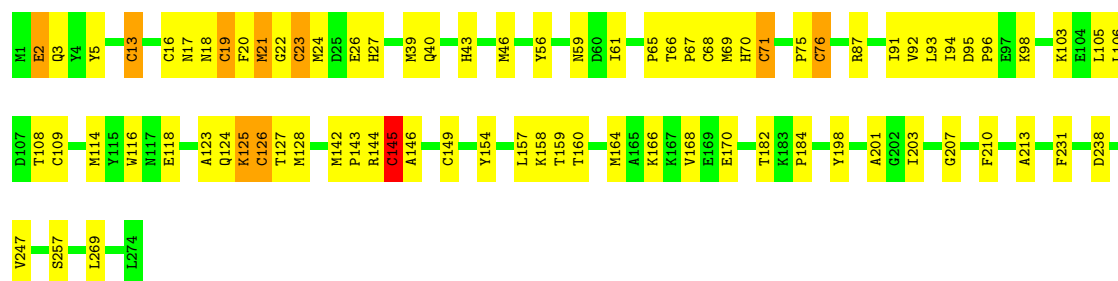 M1 E2 Q3 Y4 Y5 C13 C16 N17 N18 C19 F20 M21 G22 C23 M24 D25 E26 H27 M39 Q40 H43 M46 Y56 N59 D60 I61 P65 T66 P67 C68 M69 H70 C71 P75 C76 R87 I91 V92 L93 I94 D95 P96 E97 K98 K103 E104 L105 L106
D107 T108 C109 M114 Y115 W116 N117 E118 A123 Q124 K125 C126 T127 M128 M142 P143 R144 C145 A146 C149 Y154 L157 K158 T159 T160 M164 A165 K166 K167 V168 E169 E170 T182 K183 P184 Y198 A201 G202 I203 G207 F210 A213 F231 D238
V247 S257 L269 L274